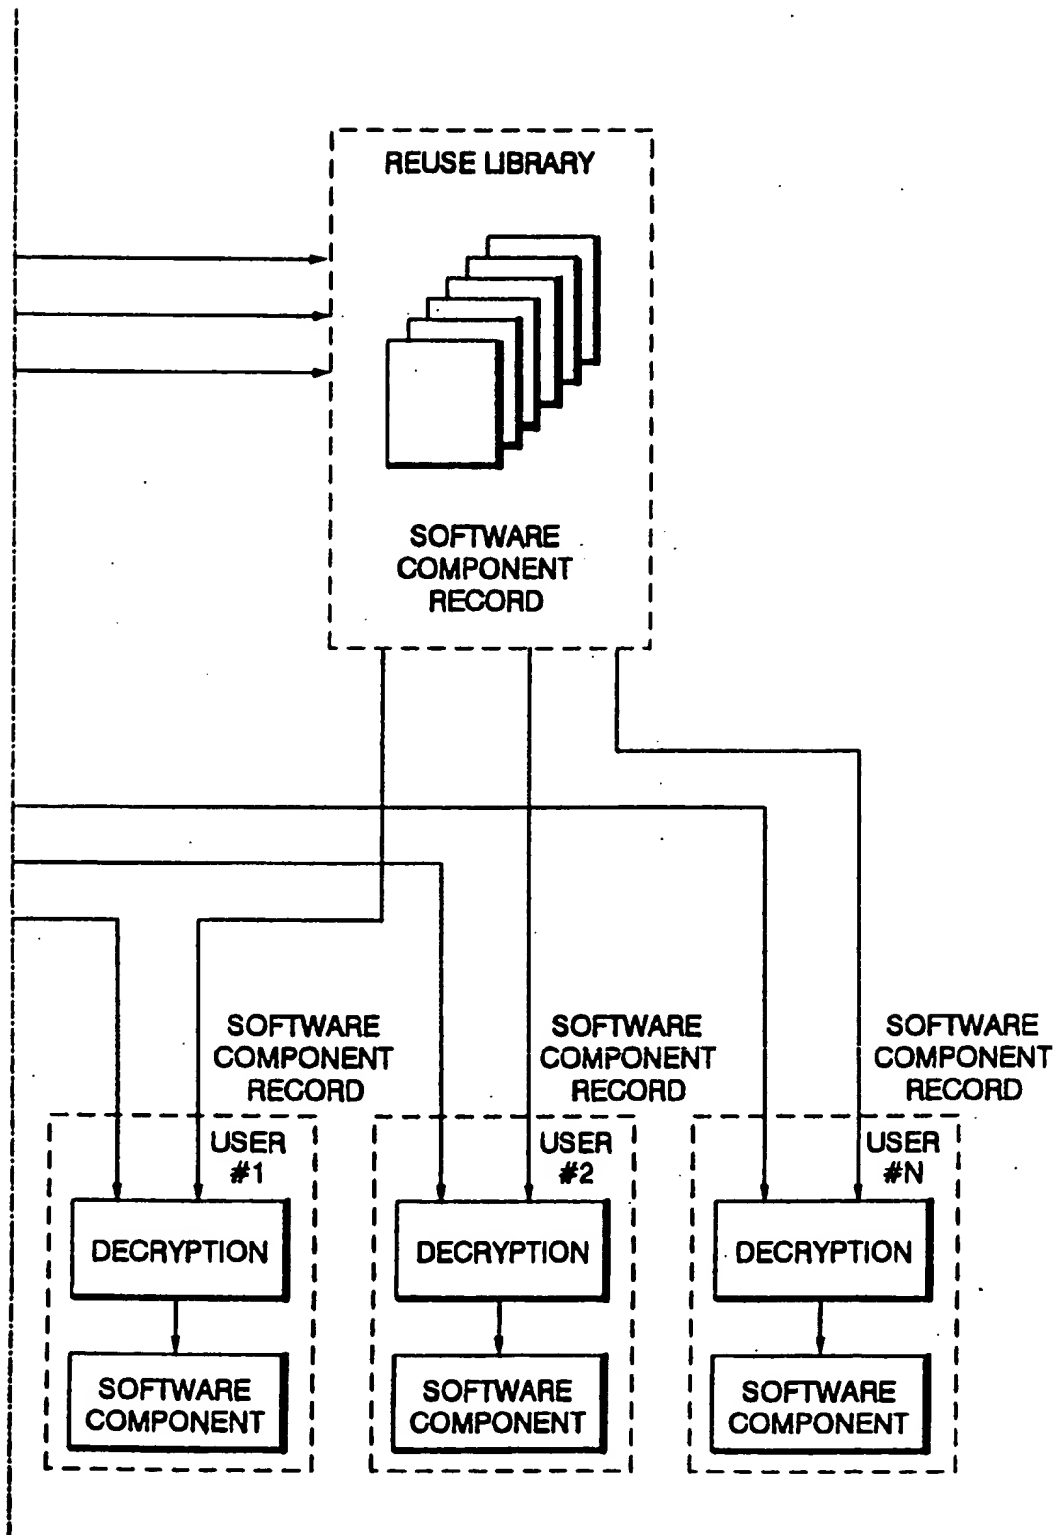 REUSE LIBRARY
SOFTWARE
COMPONENT
RECORD
SOFTWARE
COMPONENT
RECORD
SOFTWARE
COMPONENT
RECORD
SOFTWARE
COMPONENT
RECORD
USER
#1
USER
#2
USER
#N
DECRYPTION
DECRYPTION
DECRYPTION
SOFTWARE
COMPONENT
SOFTWARE
COMPONENT
SOFTWARE
COMPONENT